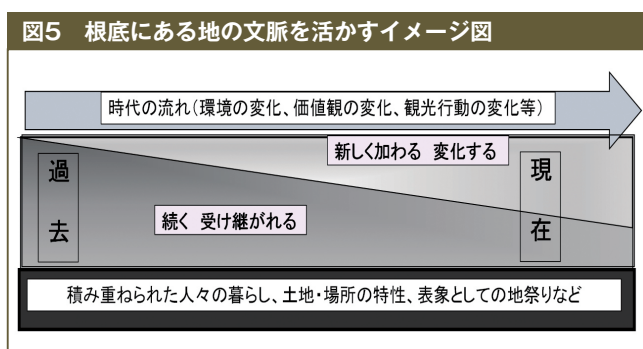 図5 根底にある地の文脈を活かすイメージ図
時代の流れ(環境の変化、価値観の変化、観光行動の変化等)
新しく加わる 変化する
過去
現在
続く 受け継がれる
積み重ねられた人々の暮らし、土地・場所の特性、表象としての地祭りなど